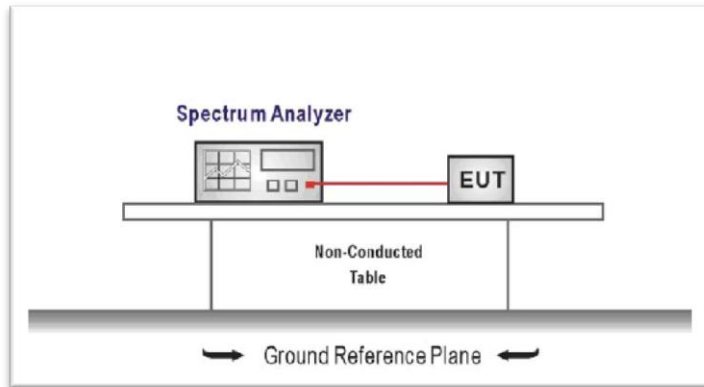 Spectrum Analyzer
EUT
Non-Conducted
Table
Ground Reference Plane